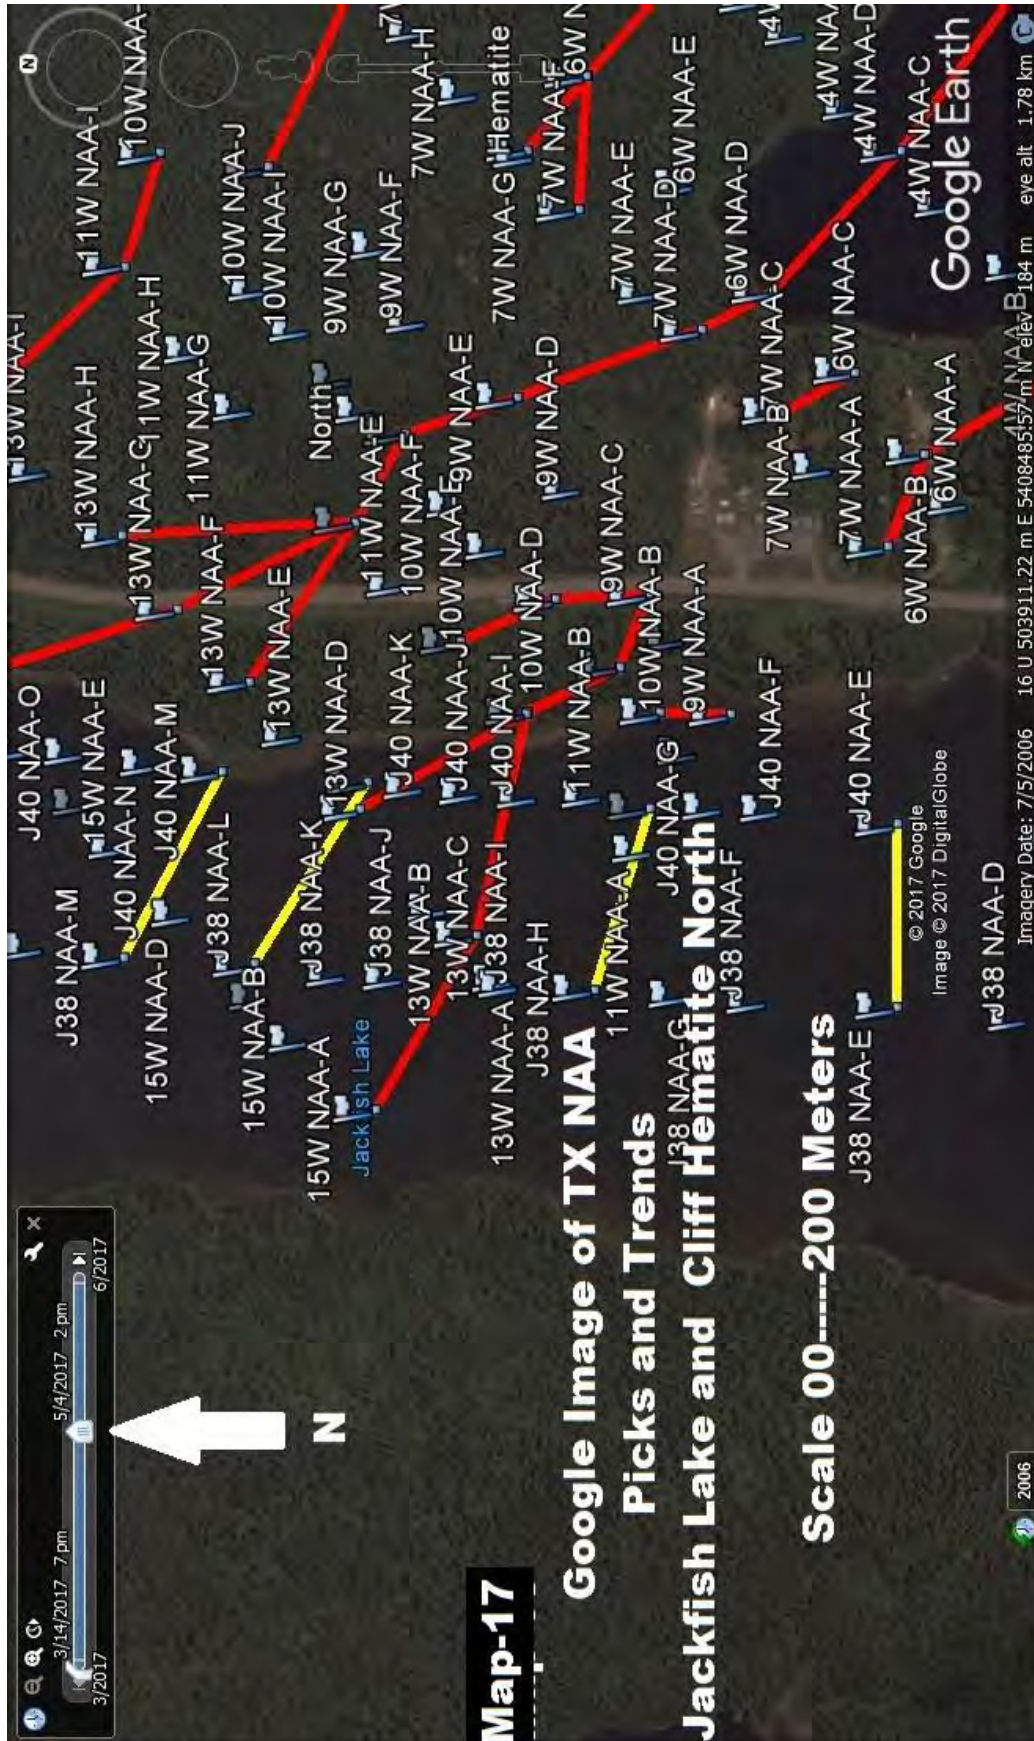 3/14/2017 7 pm
5/4/2017 2 pm
3/2017
6/2017
N
N
Map-17
Google Image of TX NAA
Picks and Trends
Jackfish Lake and Cliff Hematite North
Scale 00-----200 Meters
Jackfish Lake
J40 NAA-O
13W NAA-I
J38 NAA-M
15W NAA-E
13W NAA-H
11W NAA-I
J40 NAA-N
13W NAA-G
11W NAA-H
10W NAA-
15W NAA-D
J40 NAA-M
11W NAA-G
J38 NAA-L
13W NAA-F
10W NAA-J
15W NAA-B
13W NAA-E
10W NAA-I
15W NAA-A
J38 NAA-K
13W NAA-D
North
9W NAA-G
J38 NAA-J
J40 NAA-K
11W NAA-E
9W NAA-F
13W NAA-B
10W NAA-F
7W NAA-H
13W NAA-C
J40 NAA-J
10W NAA-E
9W NAA-E
13W NAA-A
J38 NAA-I
J40 NAA-I
7W NAA-G
Hematite
J38 NAA-H
10W NAA-D
9W NAA-D
7W NAA-F
6W N
11W NAA-A
11W NAA-B
9W NAA-C
7W NAA-E
10W NAA-B
7W NAA-D
6W NAA-E
J38 NAA-G
J40 NAA-G
9W NAA-A
6W NAA-D
J38 NAA-F
J40 NAA-F
7W NAA-B
7W NAA-C
J38 NAA-E
J40 NAA-E
7W NAA-A
6W NAA-C
4W NA
4W NAA-D
6W NAA-B
4W NAA-C
6W NAA-A
J38 NAA-D
© 2017 Google
Image © 2017 DigitalGlobe
Google Earth
2006
Imagery Date: 7/5/2006 16 U 503911.22 m E 5408485.57 m N elev 184 m eye alt 1.78 km